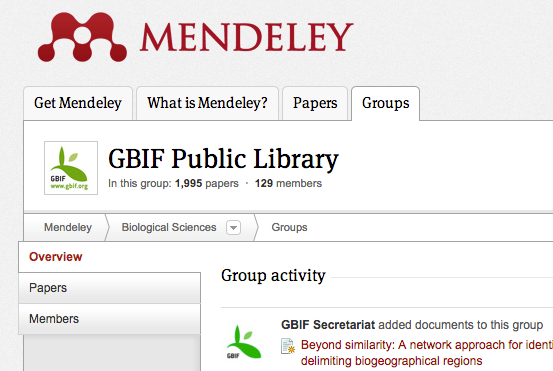 MENDELEY
Get Mendeley What is Mendeley? Papers Groups
GBIF Public Library
In this group: 1,995 papers · 129 members
GBIF
www.gbif.org
Mendeley Biological Sciences Groups
Overview
Papers
Members
Group activity
GBIF Secretariat added documents to this group
GBIF
Beyond similarity: A network approach for identi
delimiting biogeographical regions